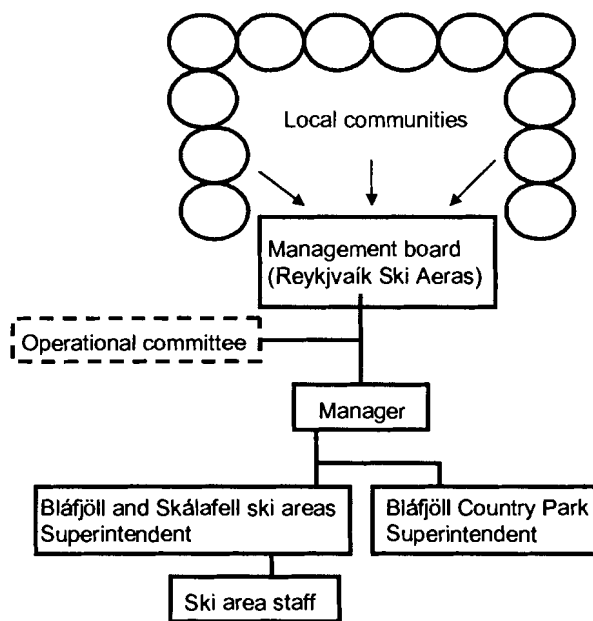 Local communities
Management board
(Reykjvaík Ski Aeras)
Operational committee
Manager
Bláfjöll and Skálafell ski areas
Superintendent
Bláfjöll Country Park
Superintendent
Ski area staff